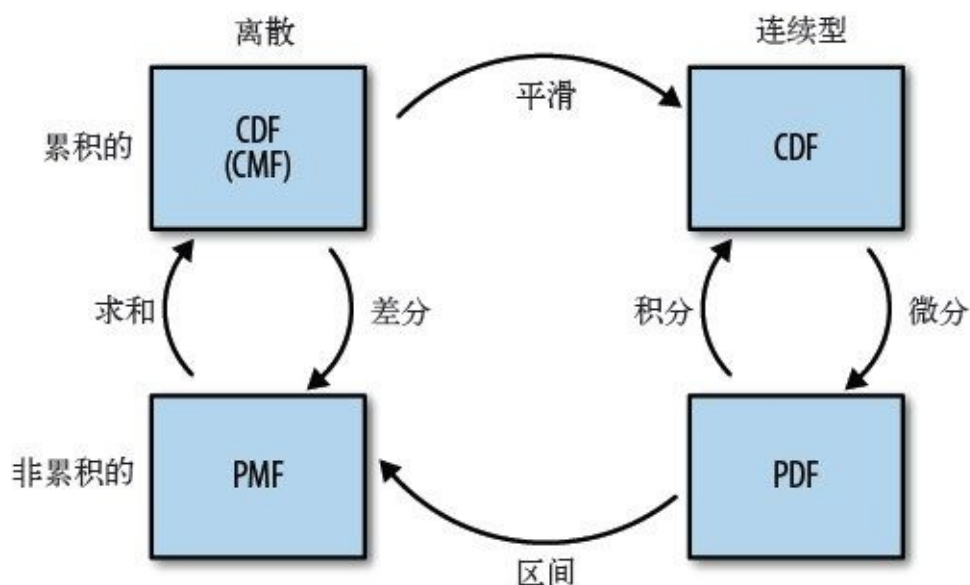 离散
连续型
平滑
累积的
CDF
(CMF)
CDF
求和
差分
积分
微分
非累积的
PMF
PDF
区间